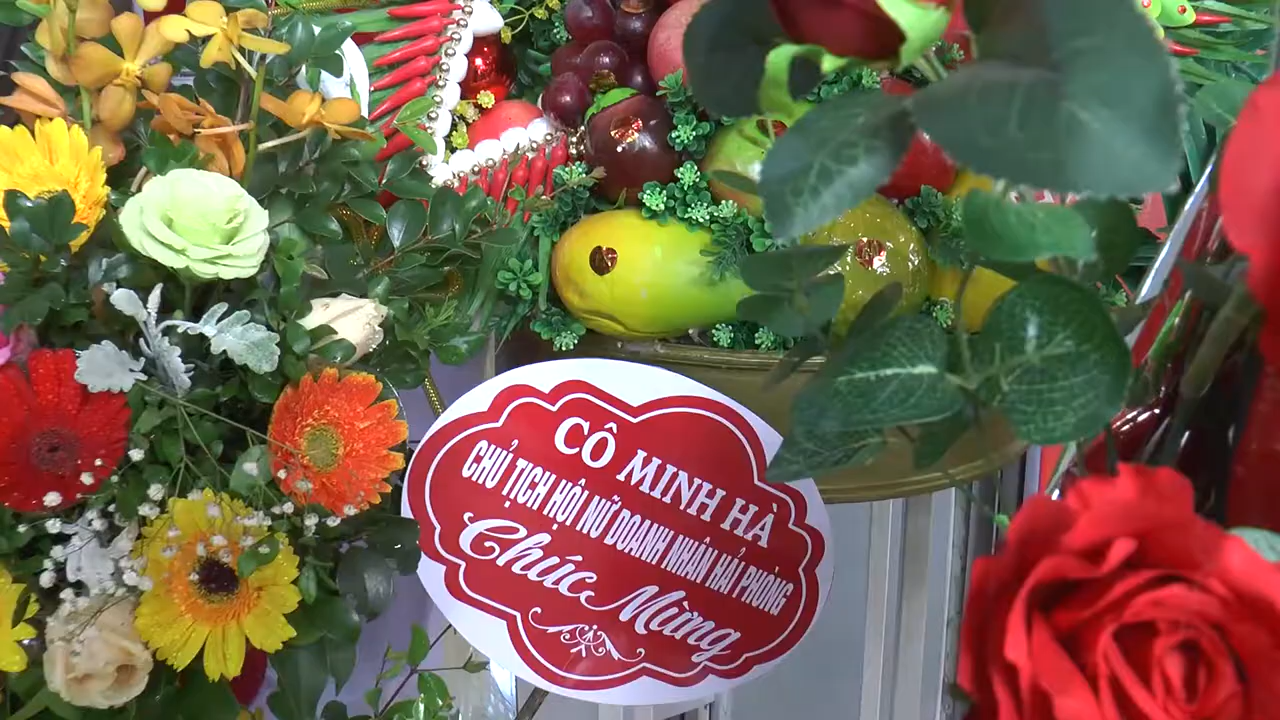 CÔ MINH HÀ
CHỦ TỊCH HỘI NỮ DOANH NHÂN HẢI PHÒNG
Chúc Mừng